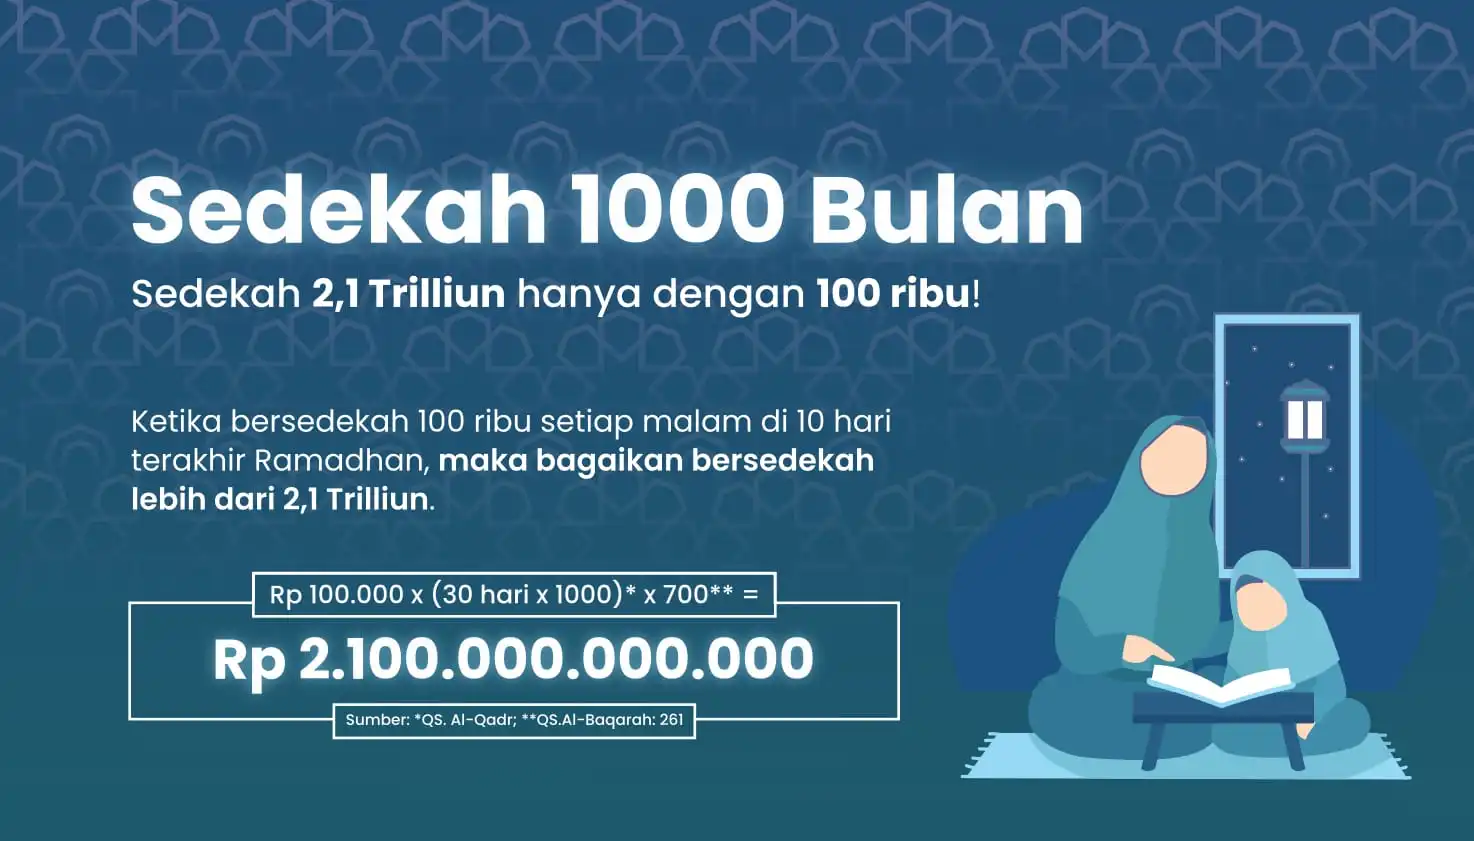 Sedekah 1000 Bulan
Sedekah 2,1 Trilliun hanya dengan 100 ribu!
Ketika bersedekah 100 ribu setiap malam di 10 hari
terakhir Ramadhan, maka bagaikan bersedekah
lebih dari 2,1 Trilliun.
Rp 100.000 x (30 hari x 1000)* x 700** =
Rp 2.100.000.000.000
Sumber: *QS. Al-Qadr; **QS.Al-Baqarah: 261